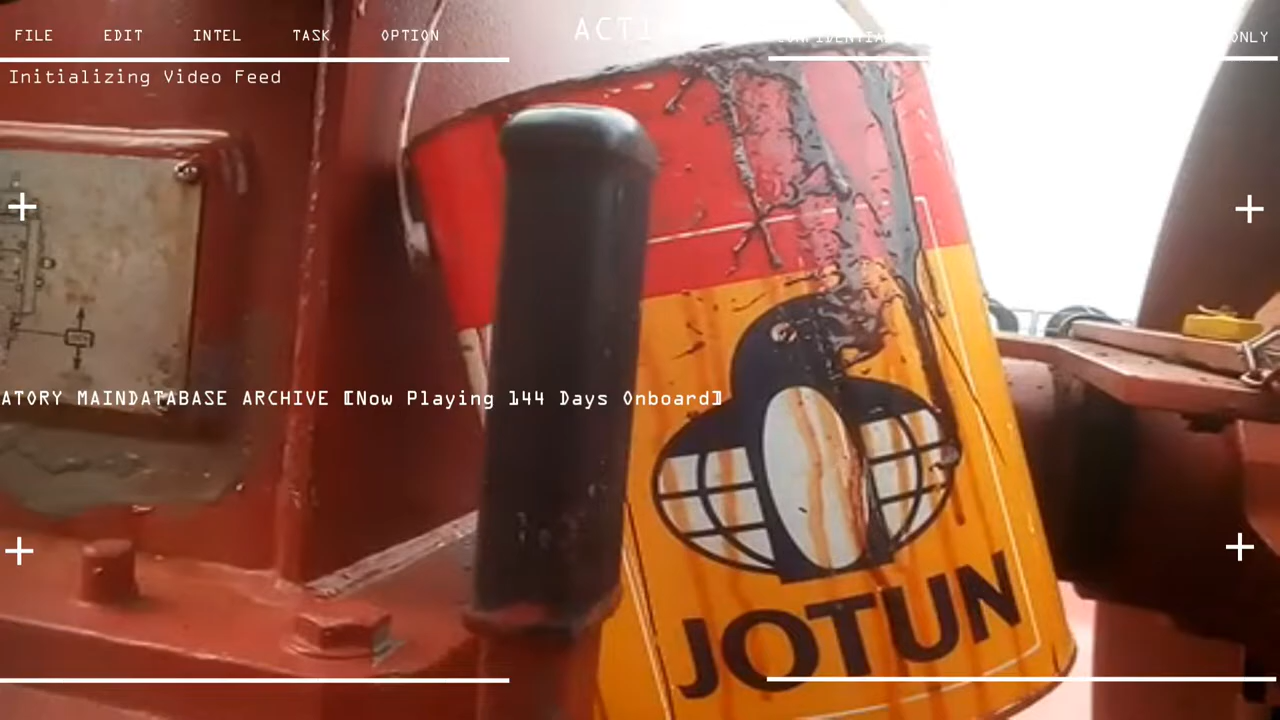 FILE EDIT INTEL TASK OPTION
ONLY
Initializing Video Feed
ATORY MAINDATABASE ARCHIVE [Now Playing 144 Days Onboard]
JOTUN